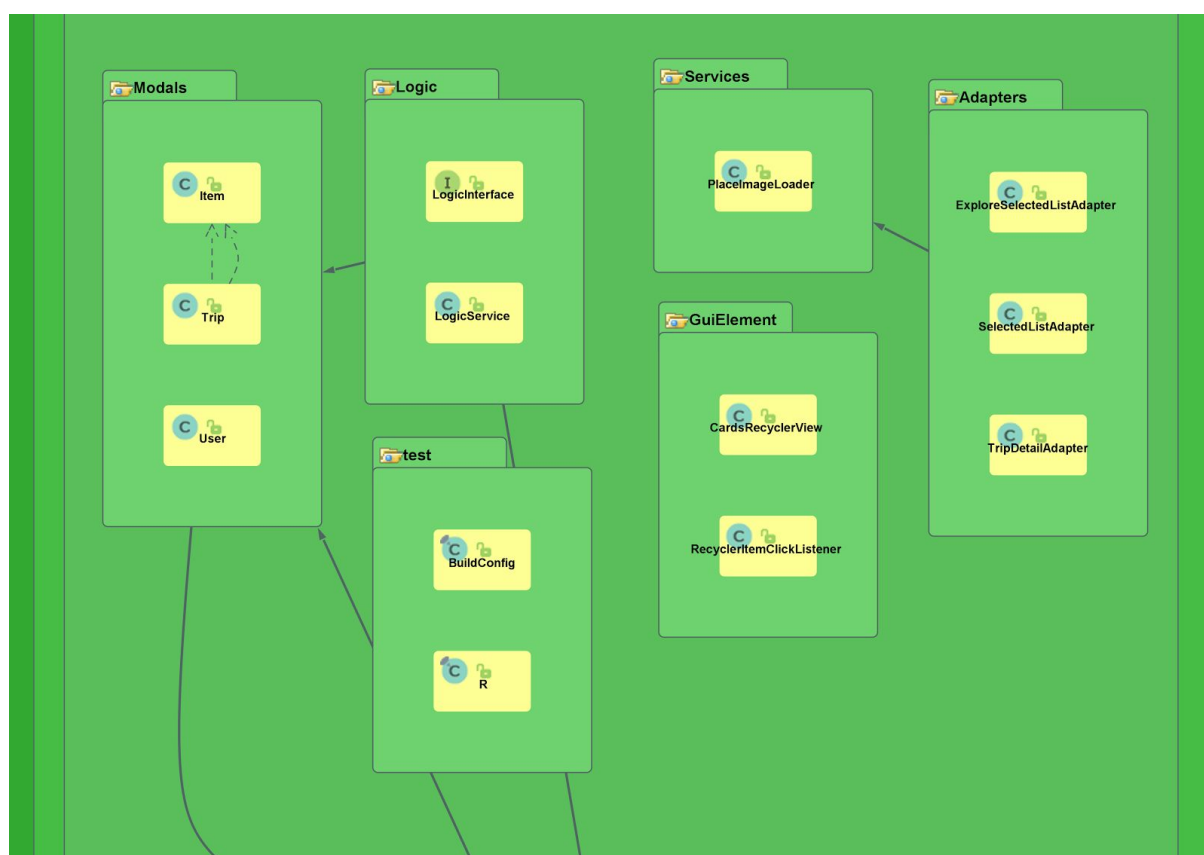 Modals
C
Item
C
Trip
C
User
Logic
I
LogicInterface
C
LogicService
test
C
BuildConfig
C
R
Services
C
PlaceImageLoader
GuiElement
C
CardsRecyclerView
C
RecyclerItemClickListener
Adapters
C
ExploreSelectedListAdapter
C
SelectedListAdapter
C
TripDetailAdapter